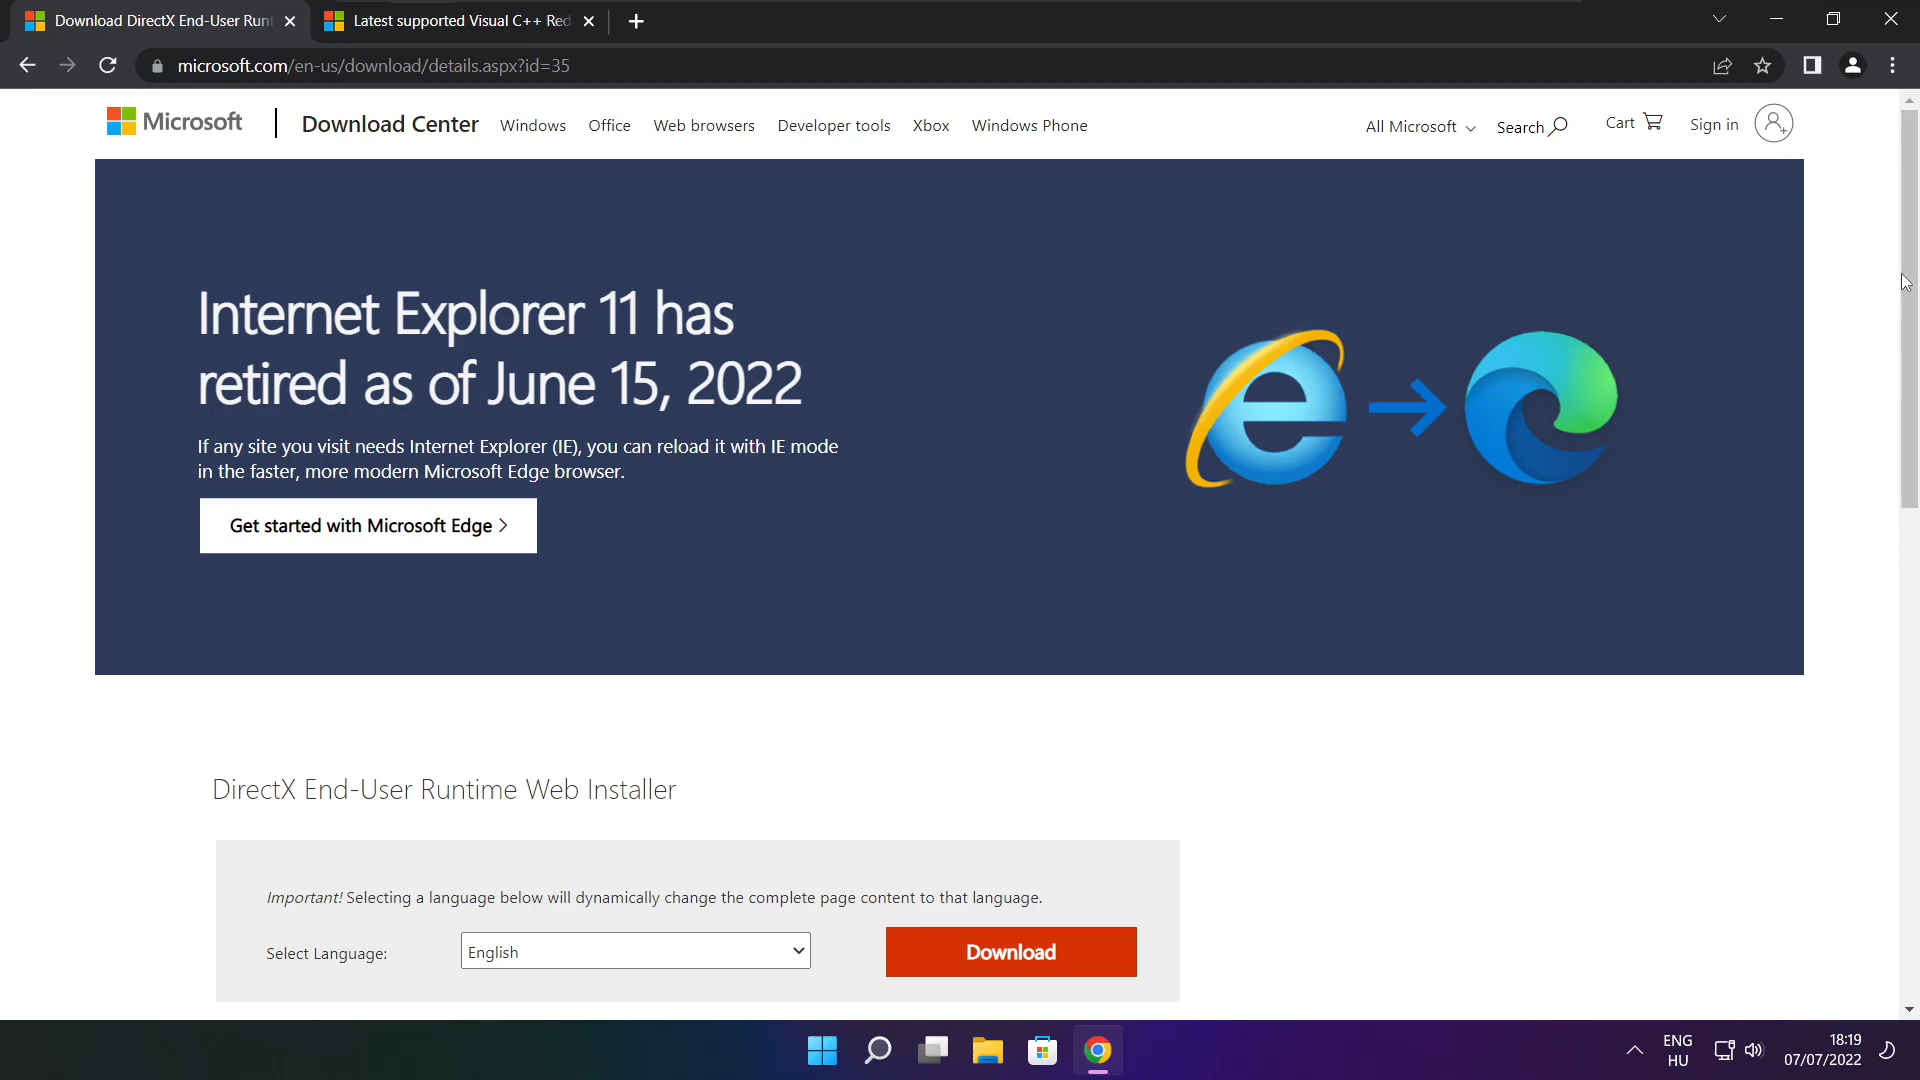 Download DirectX End-User Runt
Latest supported Visual C++ Red
microsoft.com/en-us/download/details.aspx?id=35
Microsoft
Download Center
Windows
Office
Web browsers
Developer tools
Xbox
Windows Phone
All Microsoft
Search
Cart
Sign in
Internet Explorer 11 has
retired as of June 15, 2022
If any site you visit needs Internet Explorer (IE), you can reload it with IE mode
in the faster, more modern Microsoft Edge browser.
Get started with Microsoft Edge >
DirectX End-User Runtime Web Installer
Important! Selecting a language below will dynamically change the complete page content to that language.
Select Language:
English
Download
ENG
HU
18:19
07/07/2022